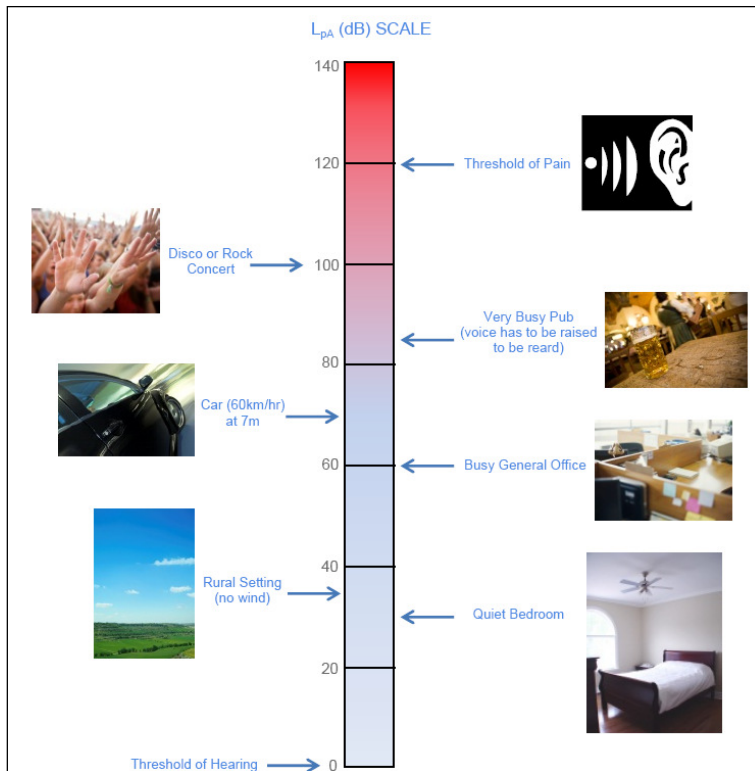 LpA (dB) SCALE
140
120
Threshold of Pain
Disco or Rock
Concert
100
Very Busy Pub
(voice has to be raised
to be reard)
80
Car (60km/hr)
at 7m
60
Busy General Office
40
Rural Setting
(no wind)
Quiet Bedroom
20
Threshold of Hearing
0